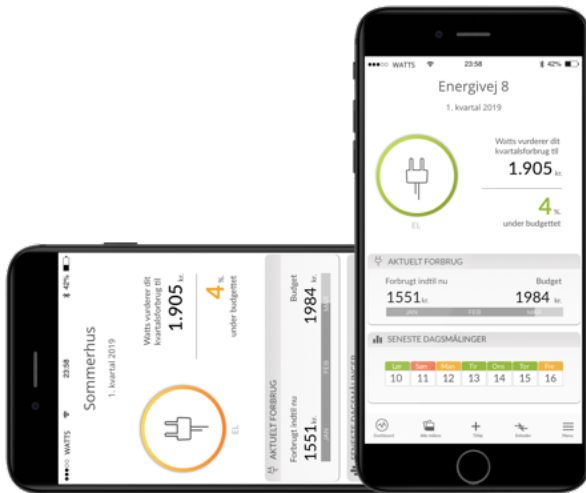 WATTS 23:58 42%
Energivej 8
1. kvartal 2019
Watts vurderer dit
kvartalsforbrug til
1.905 kr.
4 %.
under budgettet
EL
AKTUELT FORBRUG
Forbrugt indtil nu Budget
1551 kr. 1984 kr.
JAN FEB MAR
SENESTE DAGSMÅLINGER
Lør Søn Man Tir Ons Tor Fre
10 11 12 13 14 15 16
Dashboard Alle målere Tilføj Enheder Menu
WATTS 23:58 42%
Sommerhus
1. kvartal 2019
Watts vurderer dit
kvartalsforbrug til
1.905 kr.
4 %.
under budgettet
EL
AKTUELT FORBRUG
Forbrugt indtil nu Budget
1551 kr. 1984 kr.
JAN FEB MAR
SENESTE DAGSMÅLINGER